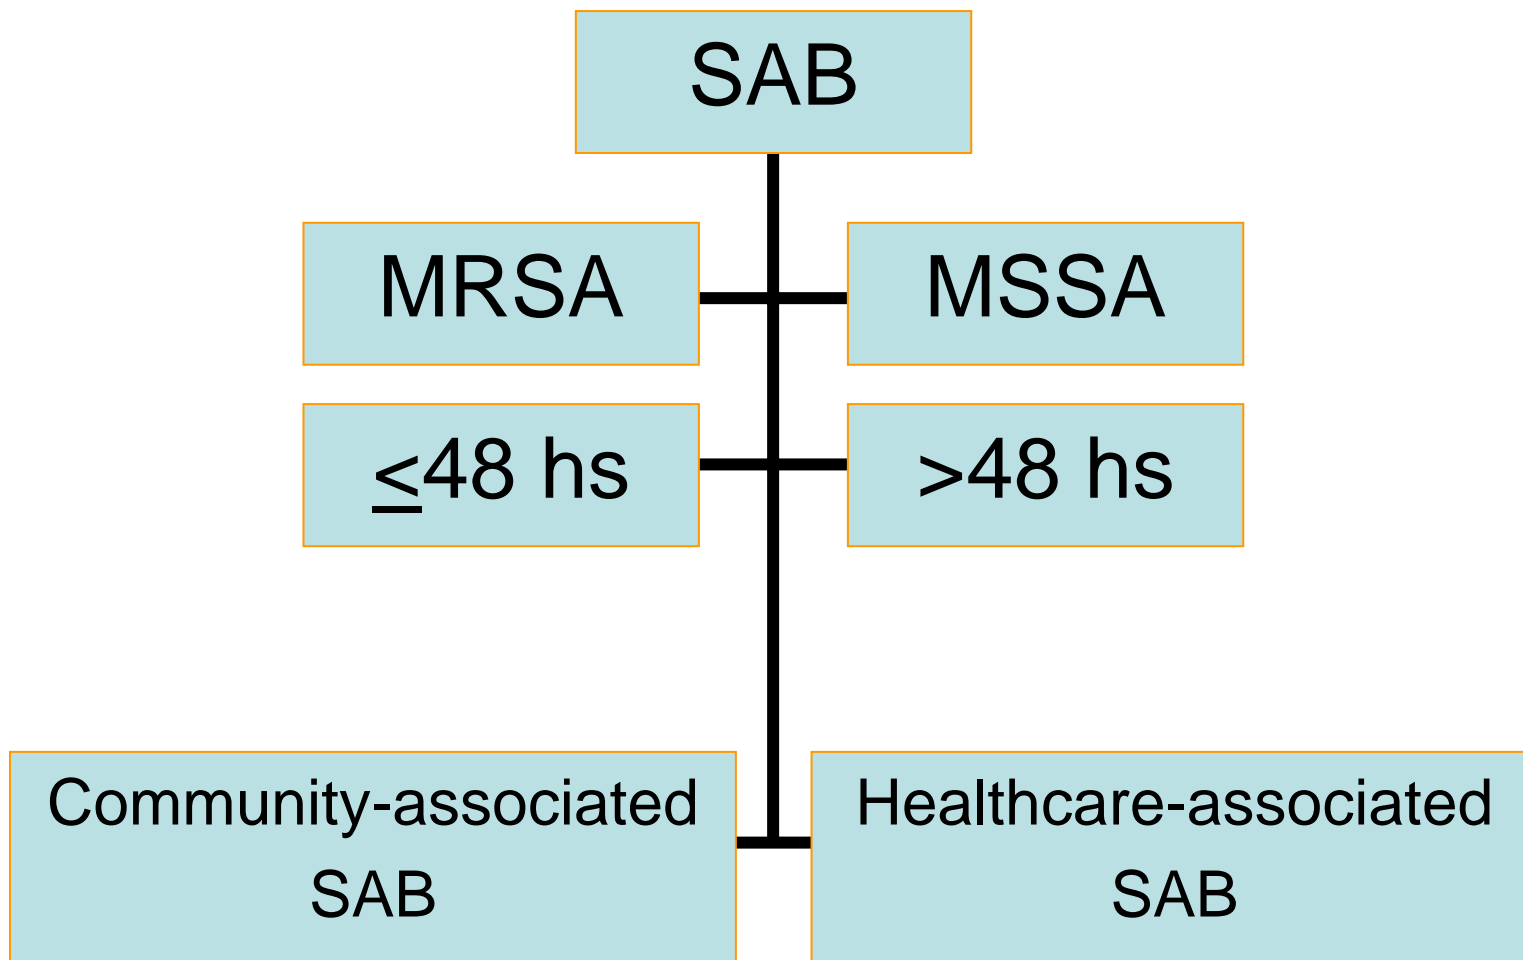 SAB
MRSA
MSSA
<48 hs
>48 hs
Community-associated
SAB
Healthcare-associated
SAB